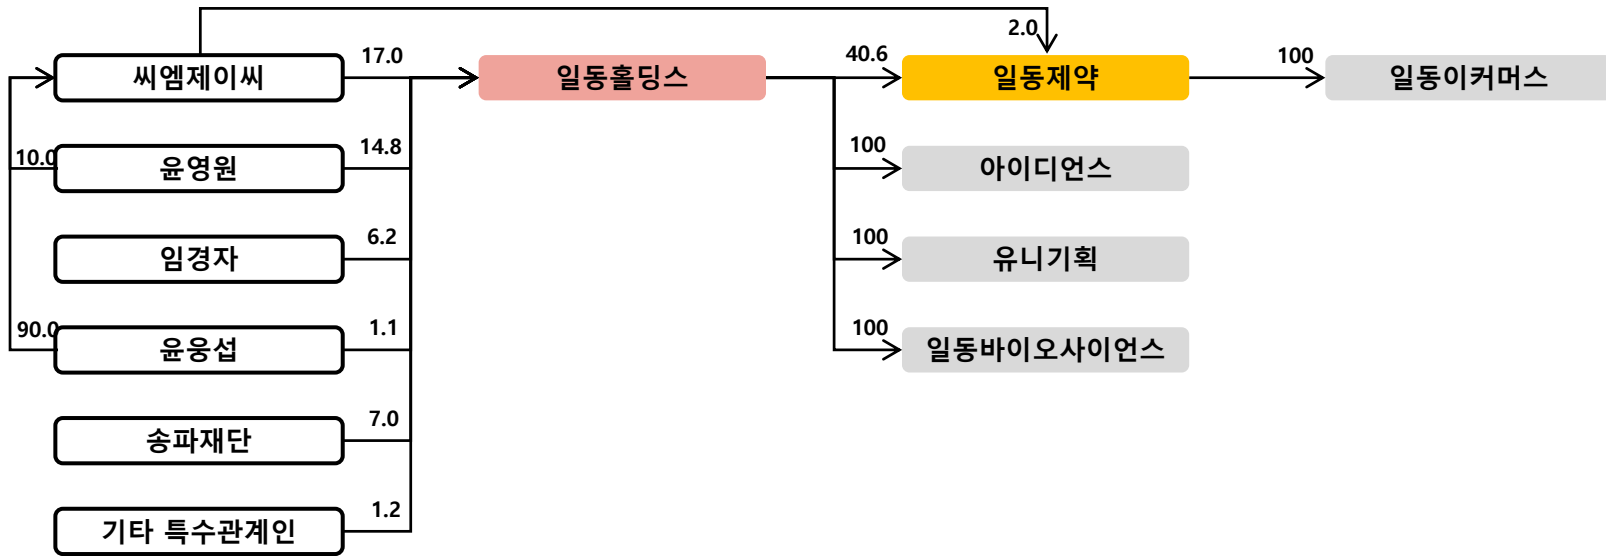 2.0
씨엠제이씨
17.0
일동홀딩스
40.6
일동제약
100
일동이커머스
10.0
윤영원
14.8
100
아이디언스
임경자
6.2
100
유니기획
90.0
윤웅섭
1.1
100
일동바이오사이언스
송파재단
7.0
기타 특수관계인
1.2